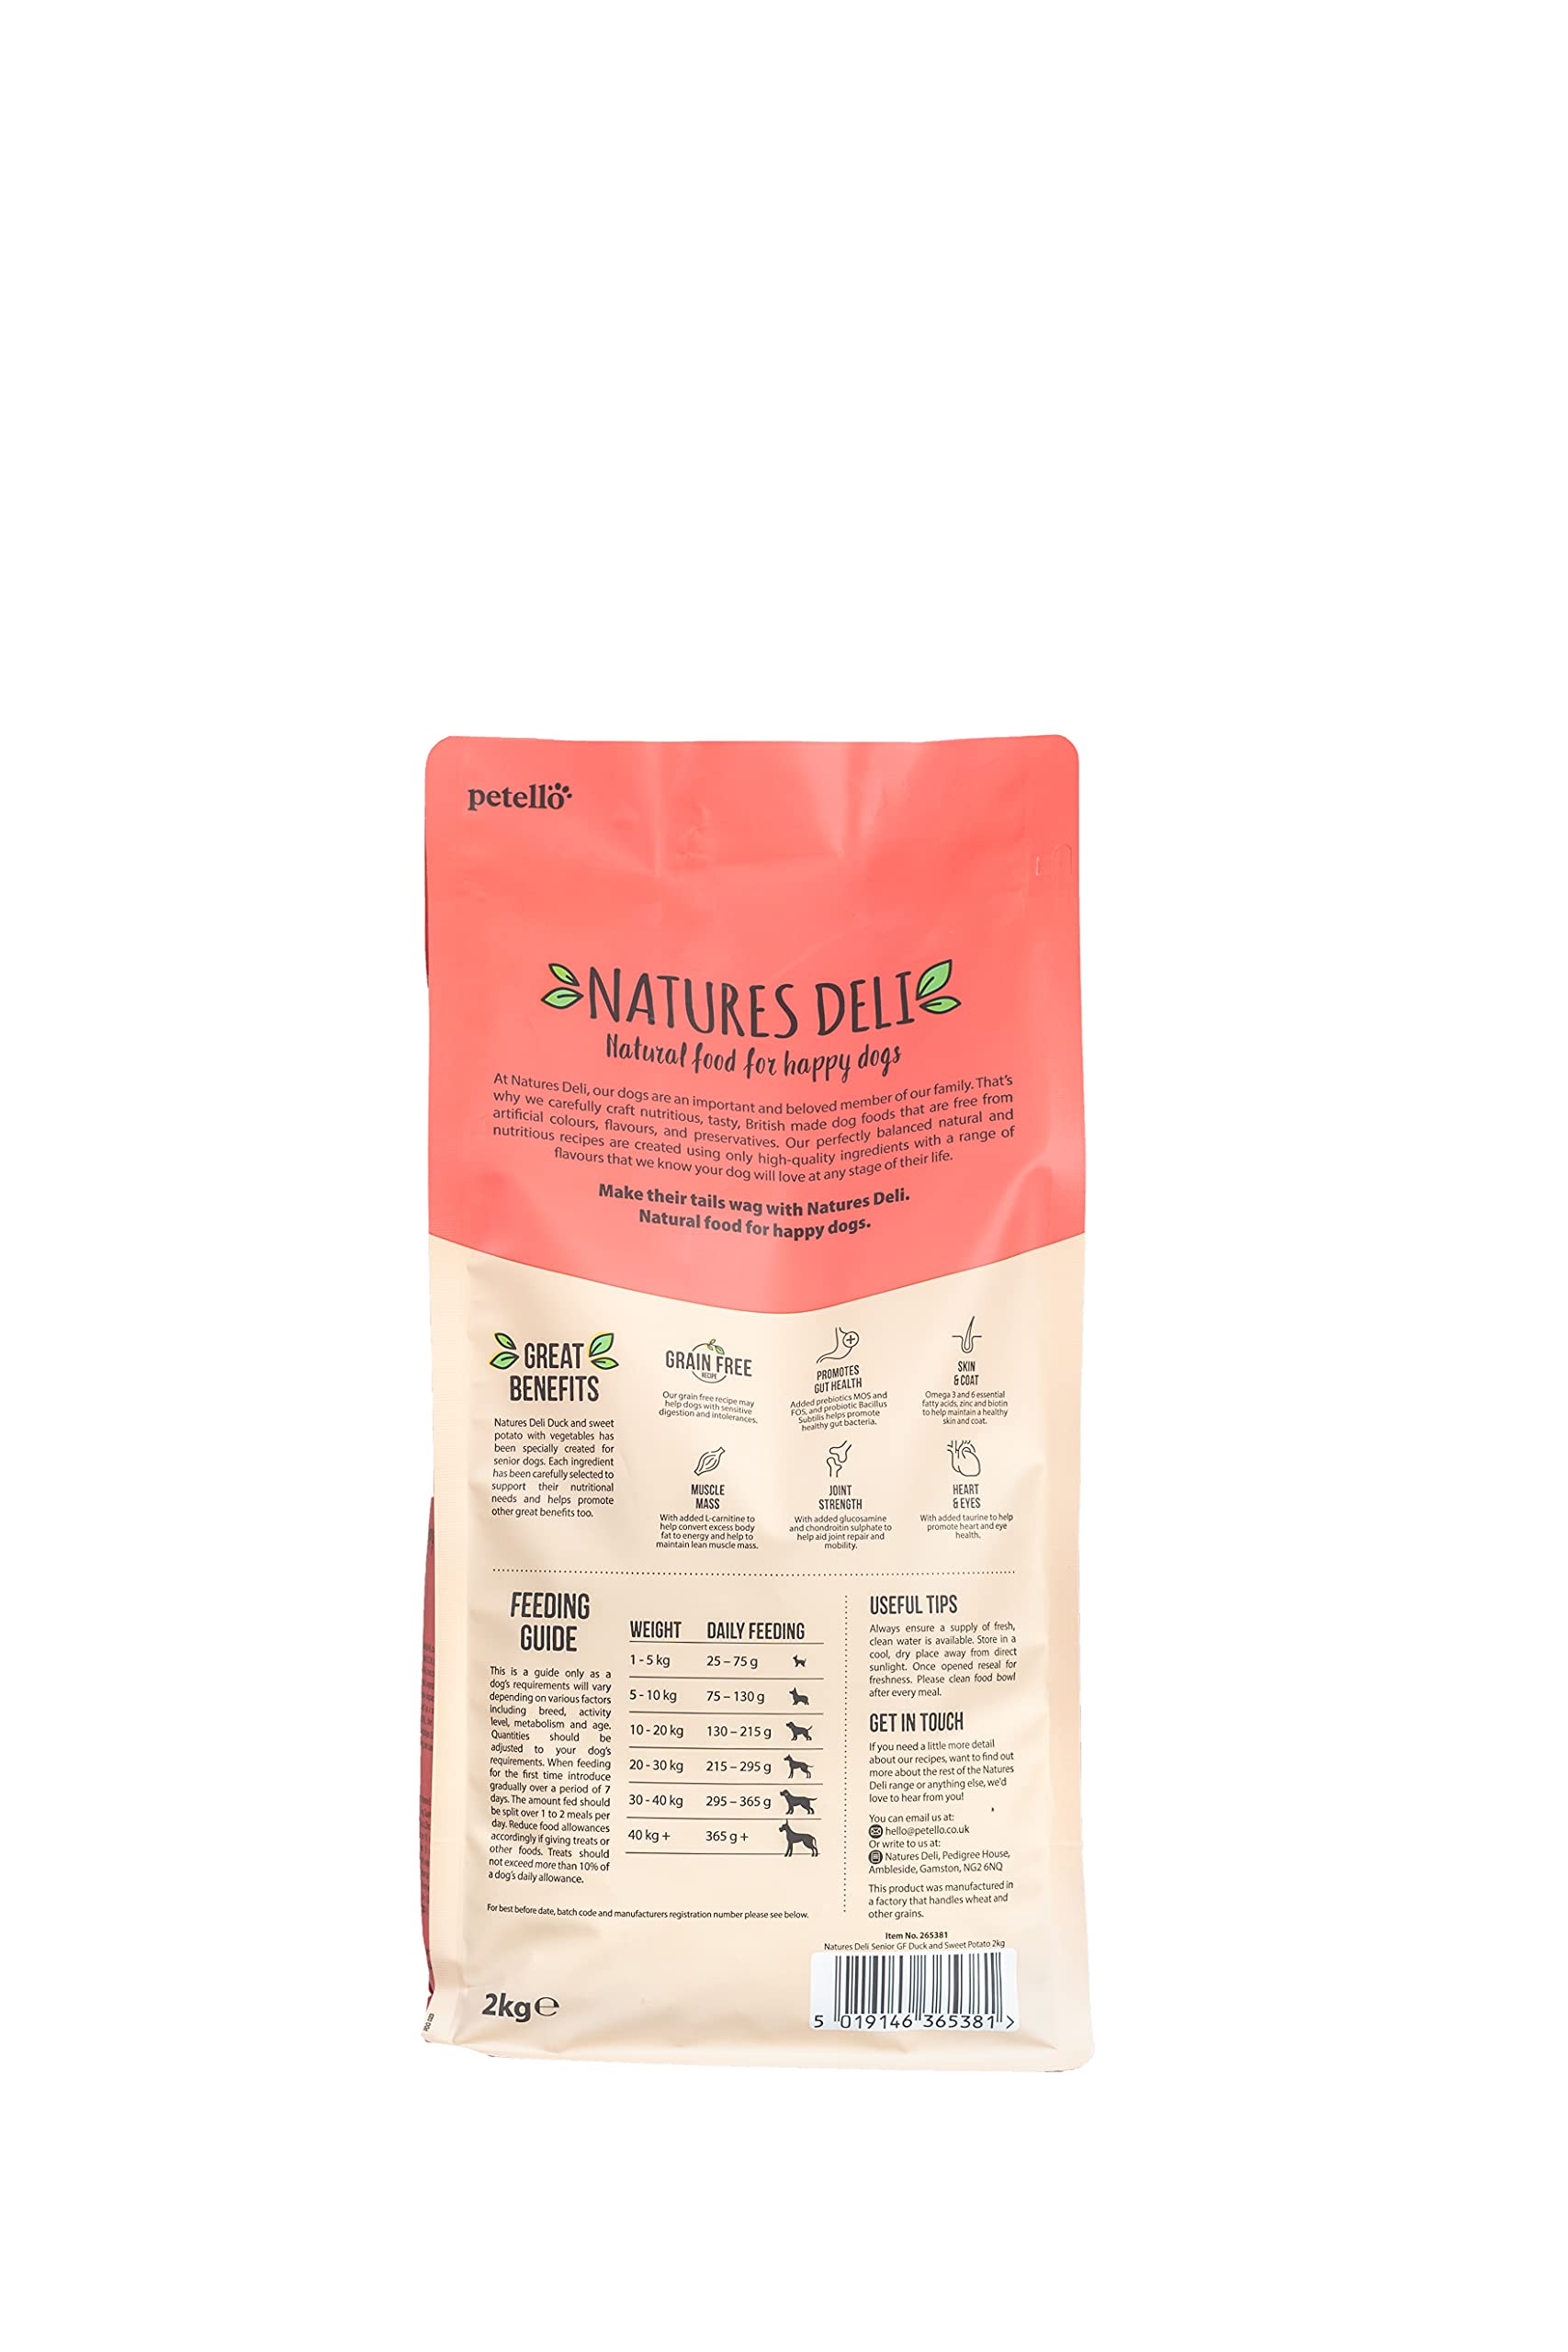 petello
NATURES DELI
Natural food for happy dogs
At Natures Deli, our dogs are an important and beloved member of our family. That's
why we carefully craft nutritious, tasty, British made dog foods that are free from
artificial colours, flavours, and preservatives. Our perfectly balanced natural and
nutritious recipes are created using only high-quality ingredients with a range of
flavours that we know your dog will love at any stage of their life.
Make their tails wag with Natures Deli.
Natural food for happy dogs.
GREAT
BENEFITS
Natures Deli Duck and sweet
potato with vegetables has
been specially created for
senior dogs. Each ingredient
has been carefully selected to
support their nutritional
needs and helps promote
other great benefits too.
GRAIN FREE
RECIPE
Our grain free recipe may
help dogs with sensitive
digestion and intolerances.
PROMOTES
GUT HEALTH
Added prebiotics MOS and
FOS, and probiotic Bacillus
Subtilis helps promote
healthy gut bacteria.
SKIN
& COAT
Omega 3 and 6 essential
fatty acids, zinc and biotin
to help maintain a healthy
skin and coat.
MUSCLE
MASS
With added L-carnitine to
help convert excess body
fat to energy and help to
maintain lean muscle mass.
JOINT
STRENGTH
With added glucosamine
and chondroitin sulphate to
help aid joint repair and
mobility.
HEART
& EYES
With added taurine to help
promote heart and eye
health.
FEEDING
GUIDE
This is a guide only as a
dog's requirements will vary
depending on various factors
including breed, activity
level, metabolism and age.
Quantities should be
adjusted to your dog's
requirements. When feeding
for the first time introduce
gradually over a period of 7
days. The amount fed should
be split over 1 to 2 meals per
day. Reduce food allowances
accordingly if giving treats or
other foods. Treats should
not exceed more than 10% of
a dog's daily allowance.
WEIGHT DAILY FEEDING
1 - 5 kg 25 – 75 g
5 - 10 kg 75 – 130 g
10 - 20 kg 130 – 215 g
20 - 30 kg 215 – 295 g
30 - 40 kg 295 – 365 g
40 kg + 365 g +
For best before date, batch code and manufacturers registration number please see below.
USEFUL TIPS
Always ensure a supply of fresh,
clean water is available. Store in a
cool, dry place away from direct
sunlight. Once opened reseal for
freshness. Please clean food bowl
after every meal.
GET IN TOUCH
If you need a little more detail
about our recipes, want to find out
more about the rest of the Natures
Deli range or anything else, we'd
love to hear from you!
You can email us at:
hello@petello.co.uk
Or write to us at:
Natures Deli, Pedigree House,
Ambleside, Gamston, NG2 6NQ
This product was manufactured in
a factory that handles wheat and
other grains.
Item No. 265381
Natures Deli Senior GF Duck and Sweet Potato 2kg
5 019146 365381 >
2kg℮